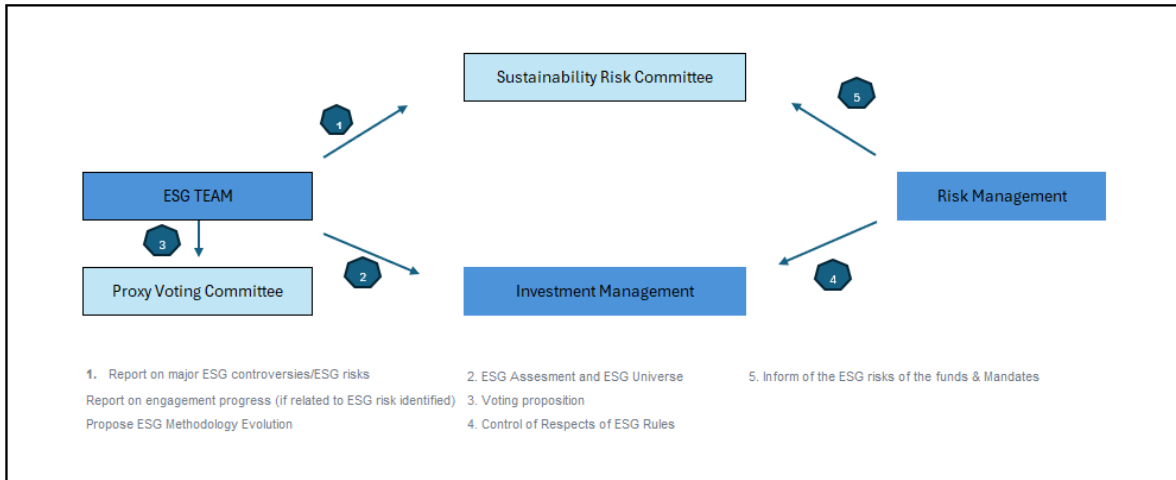 Sustainability Risk Committee
1
5
ESG TEAM
Risk Management
3
2
4
Proxy Voting Committee
Investment Management
1. Report on major ESG controversies/ESG risks
Report on engagement progress (if related to ESG risk identified)
Propose ESG Methodology Evolution
2. ESG Assesment and ESG Universe
3. Voting proposition
4. Control of Respects of ESG Rules
5. Inform of the ESG risks of the funds & Mandates